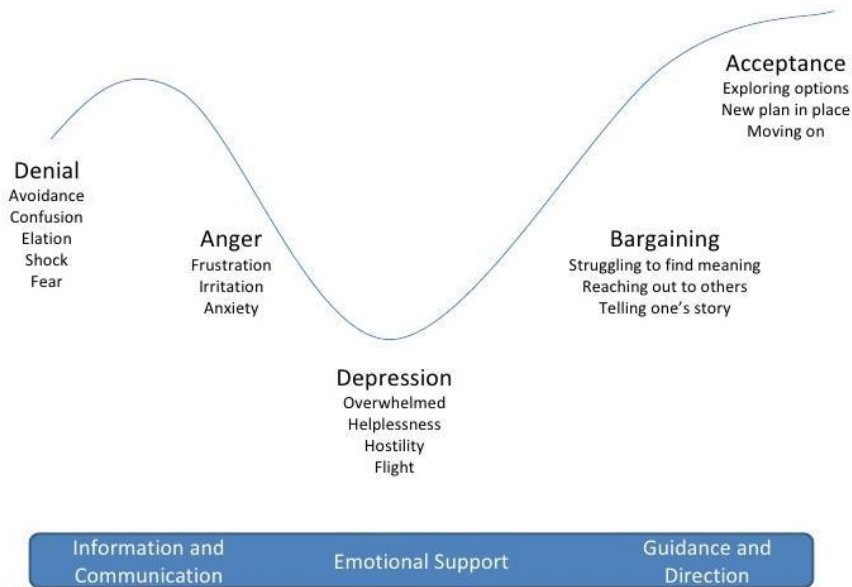 Denial
Avoidance
Confusion
Elation
Shock
Fear
Anger
Frustration
Irritation
Anxiety
Depression
Overwhelmed
Helplessness
Hostility
Flight
Bargaining
Struggling to find meaning
Reaching out to others
Telling one’s story
Acceptance
Exploring options
New plan in place
Moving on
Information and
Communication
Emotional Support
Guidance and
Direction